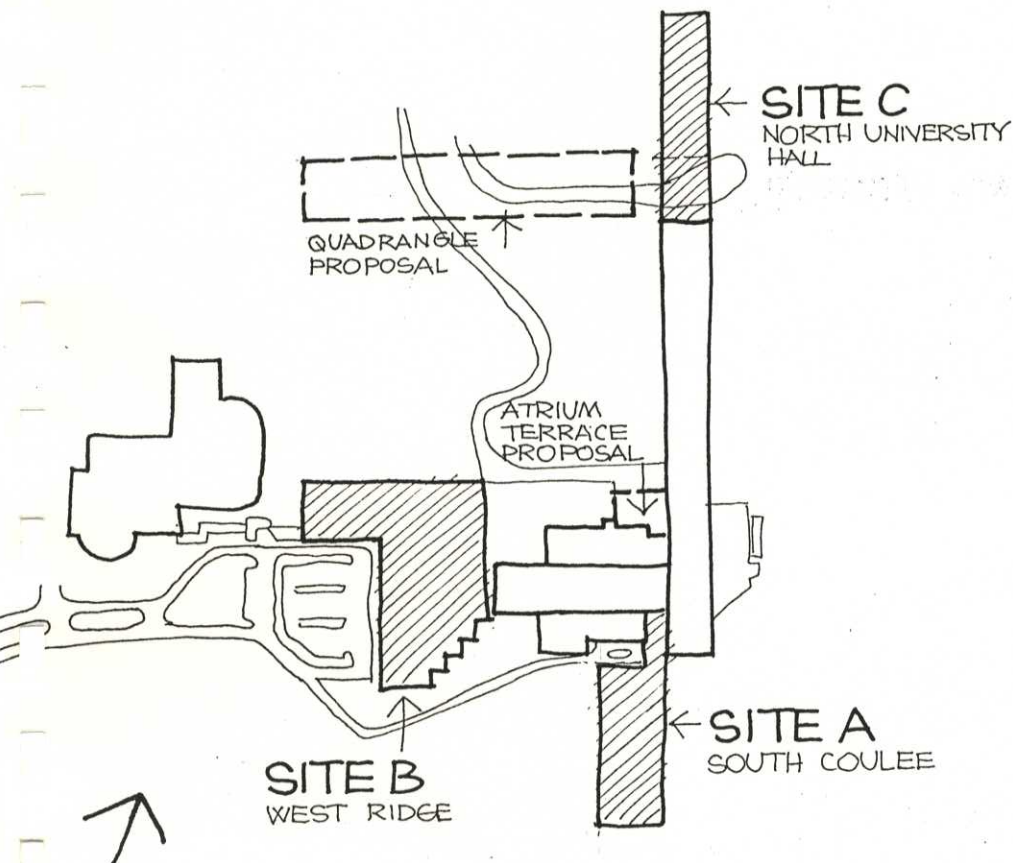 SITE C
NORTH UNIVERSITY
HALL
QUADRANGLE
PROPOSAL
ATRIUM
TERRACE
PROPOSAL
SITE A
SOUTH COULEE
SITE B
WEST RIDGE